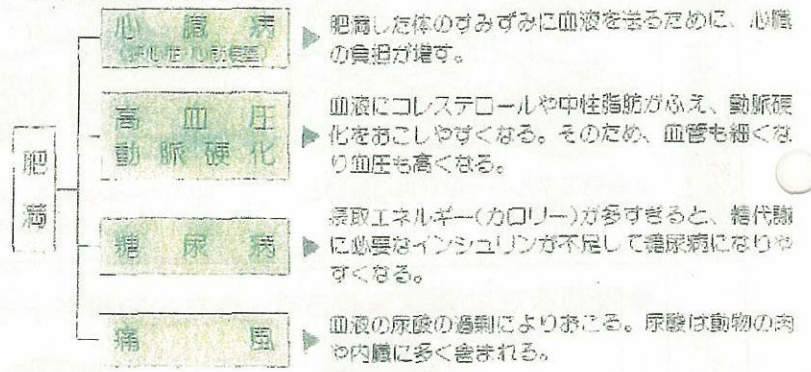 肥満
心臓病
(狭心症・心筋梗塞)
肥満した体のすみずみに血液を送るために、心臓
の負担が増す。
高血圧
動脈硬化
血液にコレステロールや中性脂肪がふえ、動脈硬
化をおこしやすくなる。そのため、血管も細くな
り血圧も高くなる。
糖尿病
摂取エネルギー(カロリー)が多すぎると、糖代謝
に必要なインシュリンが不足して糖尿病になりや
すくなる。
痛風
血液の尿酸の過剰によりおこる。尿酸は動物の肉
や内臓に多く含まれる。